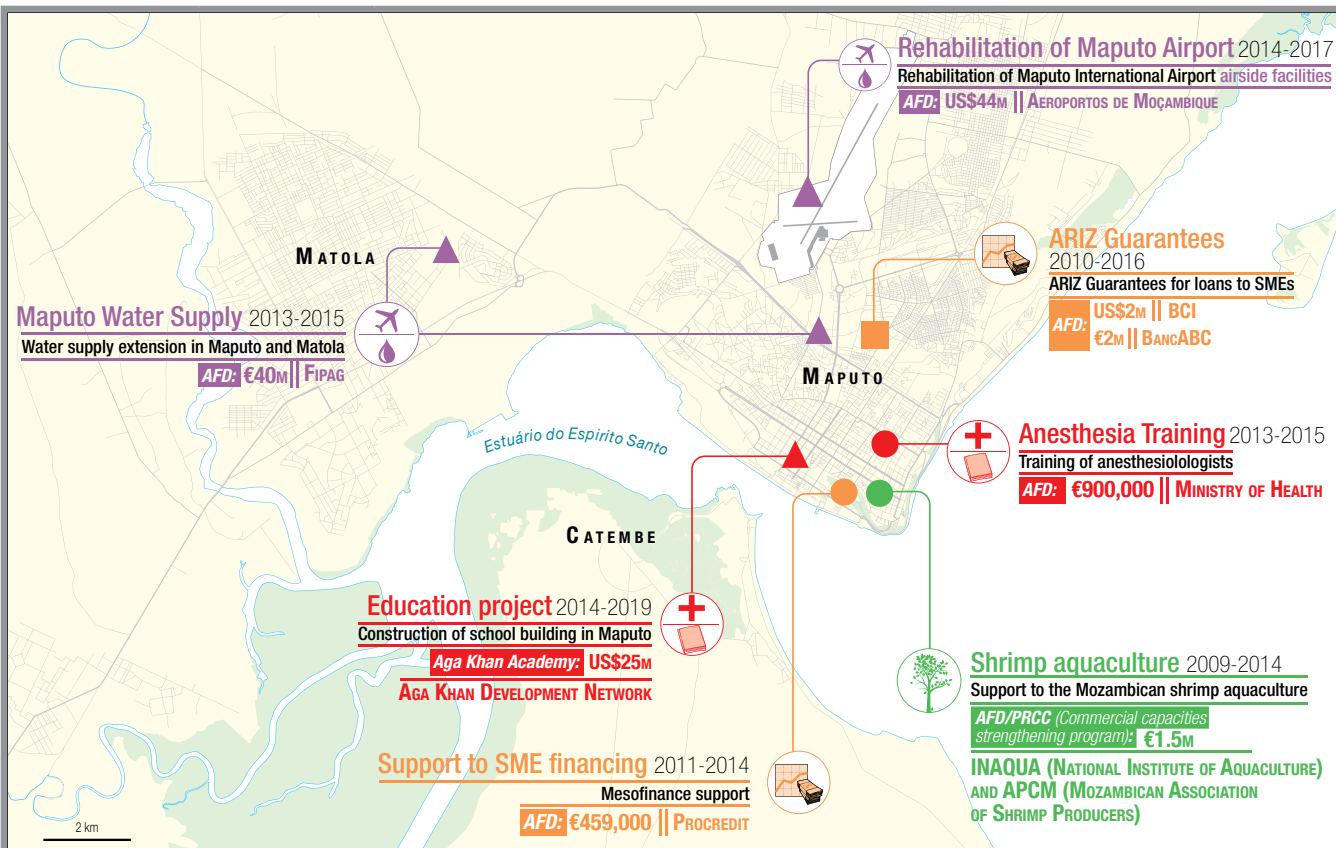 Rehabilitation of Maputo Airport 2014-2017
Rehabilitation of Maputo International Airport airside facilities
AFD: US$44M || AEROPORTOS DE MOÇAMBIQUE
MATOLA
ARIZ Guarantees
2010-2016
ARIZ Guarantees for loans to SMEs
AFD: US$2M || BCI
€2M || BANCABC
Maputo Water Supply 2013-2015
Water supply extension in Maputo and Matola
AFD: €40M || FIPAG
MAPUTO
Estuário do Espírito Santo
Anesthesia Training 2013-2015
Training of anesthesiolologists
AFD: €900,000 || MINISTRY OF HEALTH
CATEMBE
Education project 2014-2019
Construction of school building in Maputo
Aga Khan Academy: US$25M
AGA KHAN DEVELOPMENT NETWORK
Shrimp aquaculture 2009-2014
Support to the Mozambican shrimp aquaculture
AFD/PRCC (Commercial capacities
strengthening program): €1.5M
INAQUA (NATIONAL INSTITUTE OF AQUACULTURE)
AND APCM (MOZAMBICAN ASSOCIATION
OF SHRIMP PRODUCERS)
Support to SME financing 2011-2014
Mesofinance support
AFD: €459,000 || PROCREDIT
2 km